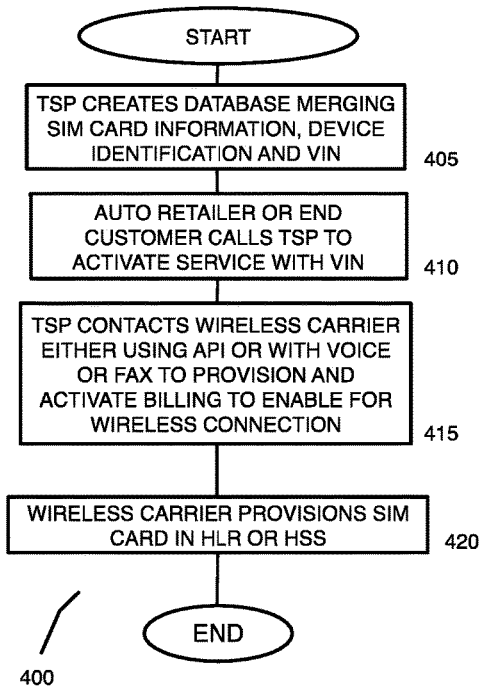 START
TSP CREATES DATABASE MERGING
SIM CARD INFORMATION, DEVICE
IDENTIFICATION AND VIN
405
AUTO RETAILER OR END
CUSTOMER CALLS TSP TO
ACTIVATE SERVICE WITH VIN
410
TSP CONTACTS WIRELESS CARRIER
EITHER USING API OR WITH VOICE
OR FAX TO PROVISION AND
ACTIVATE BILLING TO ENABLE FOR
WIRELESS CONNECTION
415
WIRELESS CARRIER PROVISIONS SIM
CARD IN HLR OR HSS
420
END
400